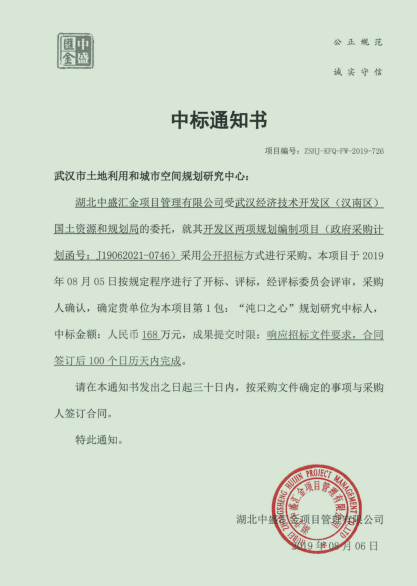 中盛
匯金
公正规范
诚实守信
中标通知书
项目编号：ZSHJ-KFQ-FW-2019-726
武汉市土地利用和城市空间规划研究中心：
湖北中盛汇金项目管理有限公司受武汉经济技术开发区（汉南区）
国土资源和规划局的委托，就其开发区两项规划编制项目（政府采购计
划函号：J19062021-0746）采用公开招标方式进行采购。本项目于 2019
年 08 月 05 日按规定程序进行了开标、评标，经评标委员会评审，采购
人确认，确定贵单位为本项目第 1 包：“沌口之心”规划研究中标人，
中标金额：人民币 168 万元，成果提交时限：响应招标文件要求，合同
签订后 100 个日历天内完成。
请在本通知书发出之日起三十日内，按采购文件确定的事项与采购
人签订合同。
特此通知。
HUBEI ZHONGSHENG HUIJIN PROJECT MANAGEMENT CO.,LTD
湖北中盛汇金项目管理有限公司
湖北中盛汇金项目管理有限公司
2019 年 08 月 06 日